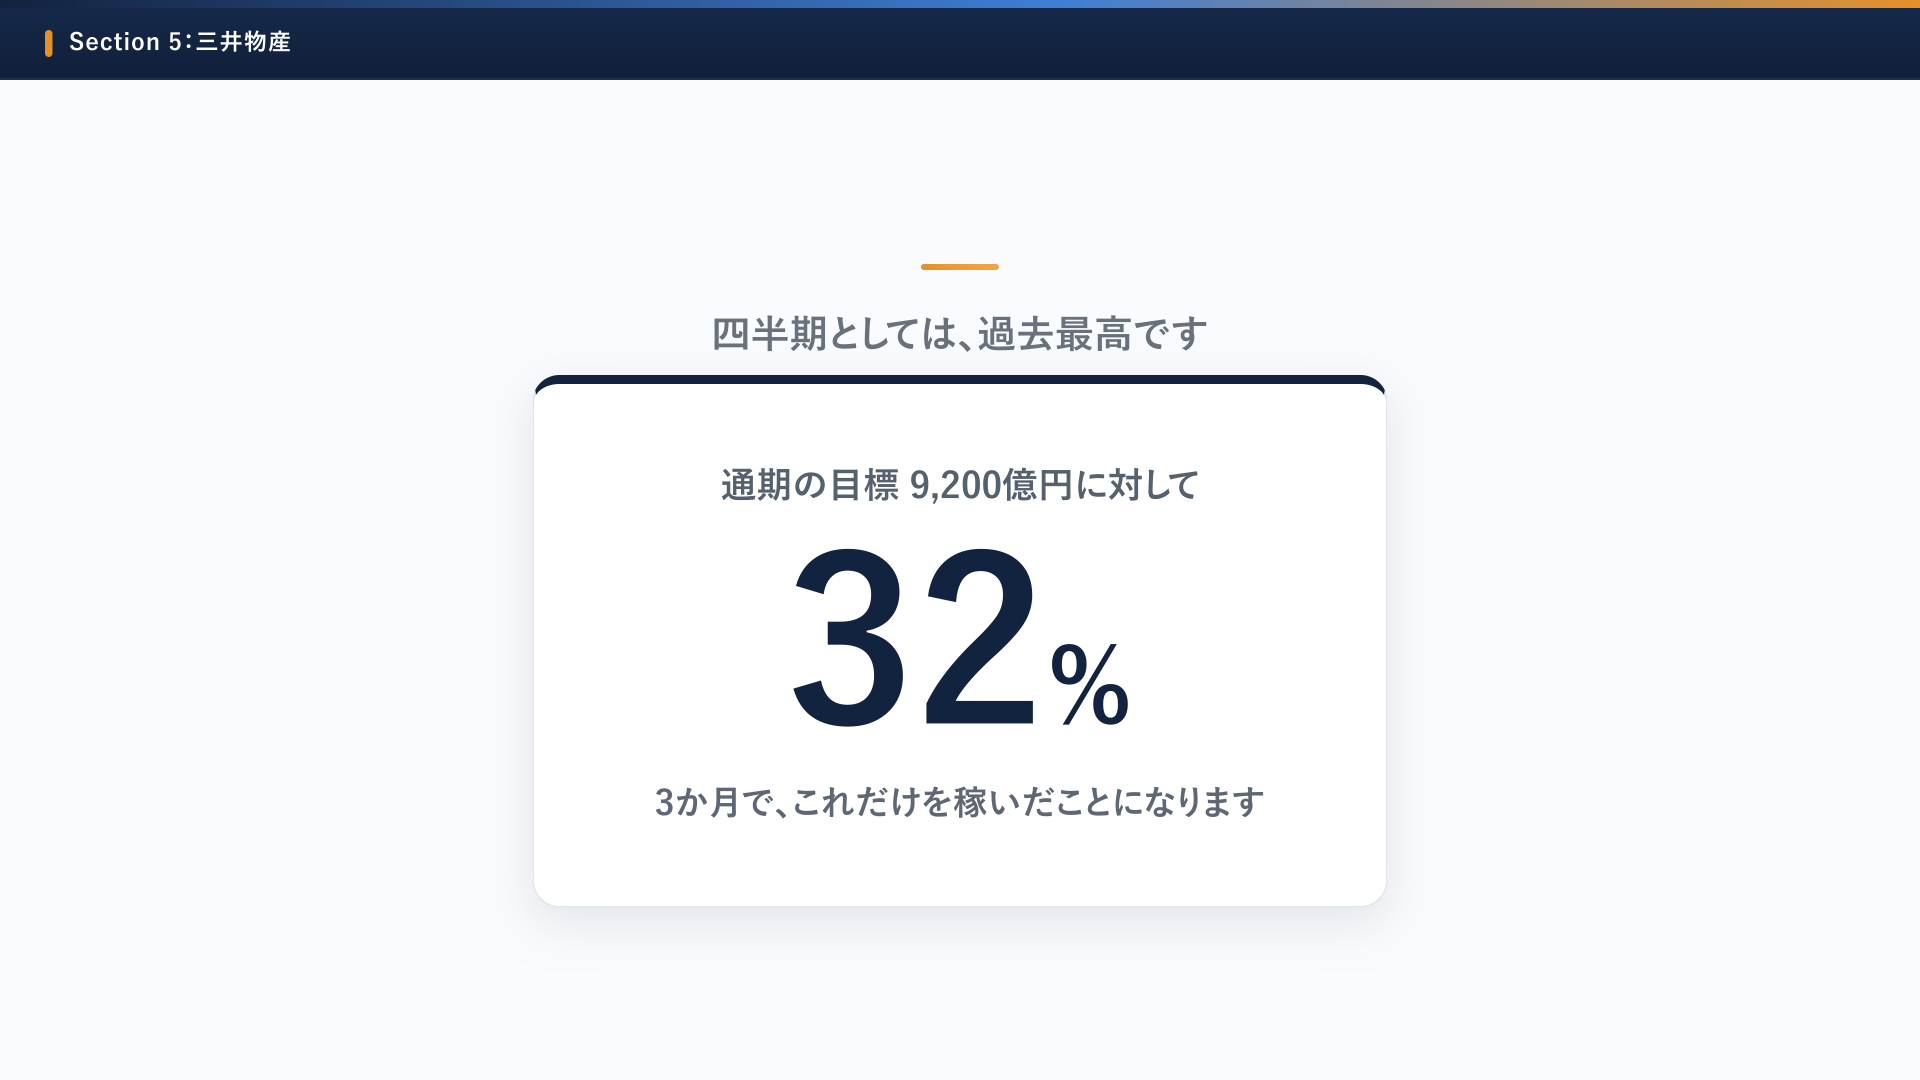 Section 5：三井物産
四半期としては、過去最高です
通期の目標 9,200億円に対して
32%
3か月で、これだけを稼いだことになります